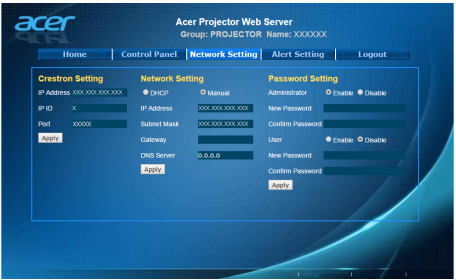 acer
Acer Projector Web Server
Group: PROJECTOR Name: XXXXXX
Home Control Panel Network Setting Alert Setting Logout
Crestron Setting
IP Address XXX.XXX.XXX.XXX
IP ID X
Port XXXXX
Apply
Network Setting
DHCP Manual
IP Address XXX.XXX.XXX.XXX
Subnet Mask XXX.XXX.XXX.XXX
Gateway
DNS Server 0.0.0.0
Apply
Password Setting
Administrator Enable Disable
New Password
Confirm Password
User Enable Disable
New Password
Confirm Password
Apply